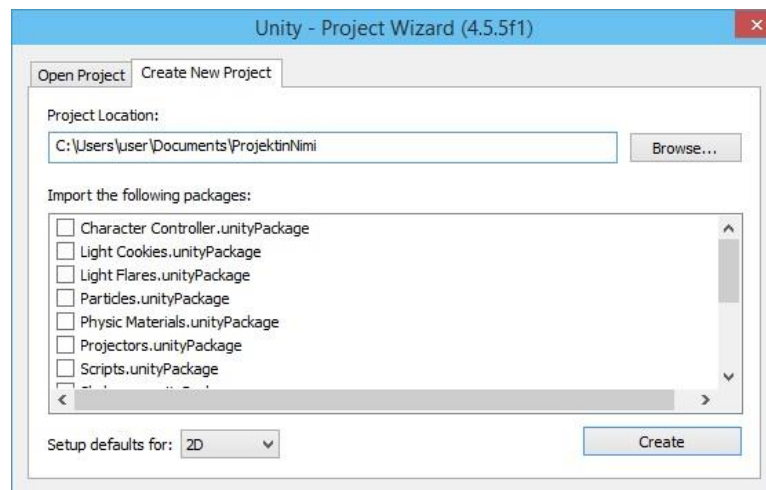 Unity - Project Wizard (4.5.5f1)
Open Project Create New Project
Project Location:
C:\Users\user\Documents\ProjektinNimi Browse...
Import the following packages:
Character Controller.unityPackage
Light Cookies.unityPackage
Light Flares.unityPackage
Particles.unityPackage
Physic Materials.unityPackage
Projectors.unityPackage
Scripts.unityPackage
Setup defaults for: 2D Create